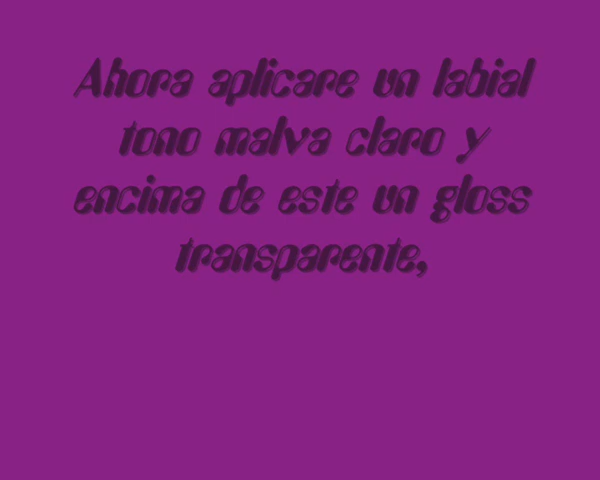 Ahora aplicare un labial
tono malva claro y
encima de este un gloss
transparente,